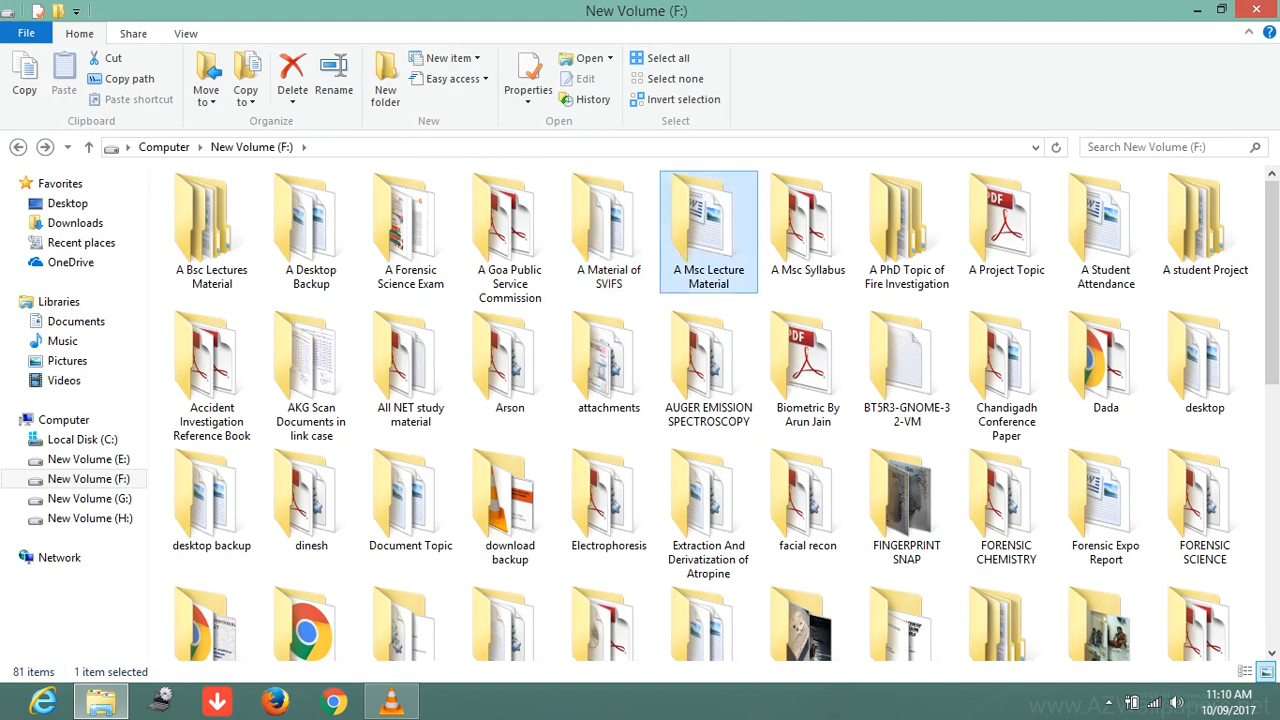 New Volume (F:)
File Home Share View
Copy
Paste
Cut
Copy path
Paste shortcut
Clipboard
Move to
Copy to
Delete
Rename
Organize
New folder
New item
Easy access
New
Properties
Open
Edit
History
Open
Select all
Select none
Invert selection
Select
Computer New Volume (F:)
Search New Volume (F:)
Favorites
Desktop
Downloads
Recent places
OneDrive
Libraries
Documents
Music
Pictures
Videos
Computer
Local Disk (C:)
New Volume (E:)
New Volume (F:)
New Volume (G:)
New Volume (H:)
Network
A Bsc Lectures
Material
A Desktop
Backup
A Forensic
Science Exam
A Goa Public
Service
Commission
A Material of
SVIFS
A Msc Lecture
Material
A Msc Syllabus
A PhD Topic of
Fire Investigation
PDF
A Project Topic
A Student
Attendance
A student Project
Accident
Investigation
Reference Book
AKG Scan
Documents in
link case
All NET study
material
Arson
attachments
AUGER EMISSION
SPECTROSCOPY
PDF
Biometric By
Arun Jain
BT5R3-GNOME-3
2-VM
Chandigadh
Conference
Paper
Dada
desktop
desktop backup
dinesh
Document Topic
download
backup
Electrophoresis
Extraction And
Derivatization of
Atropine
facial recon
FINGERPRINT
SNAP
FORENSIC
CHEMISTRY
Forensic Expo
Report
FORENSIC
SCIENCE
81 items 1 item selected
11:10 AM
10/09/2017